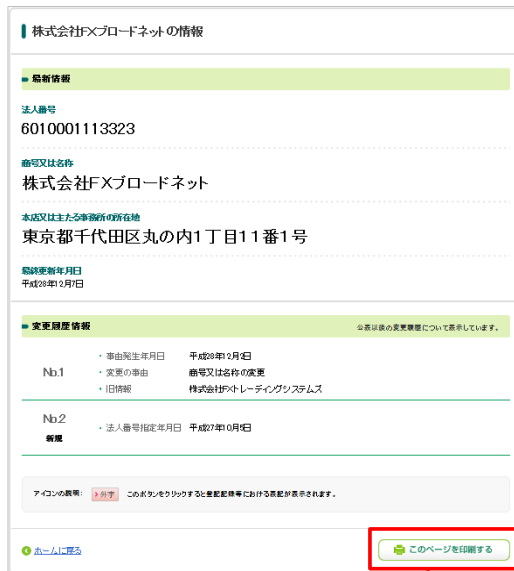 株式会社FXブロードネットの情報
最新情報
法人番号
6010001113323
商号又は名称
株式会社FXブロードネット
本店又は主たる事務所の所在地
東京都千代田区丸の内1丁目11番1号
最終更新年月日
平成28年12月7日
変更履歴情報 公表以後の変更履歴について表示しています。
No.1
・事由発生年月日 平成28年12月2日
・変更の事由 商号又は名称の変更
・旧情報 株式会社FXトレーディングシステムズ
No.2
新規
・法人番号指定年月日 平成27年10月5日
アイコンの説明： 外字 このボタンをクリックすると登記記録等における表記が表示されます。
ホームに戻る このページを印刷する